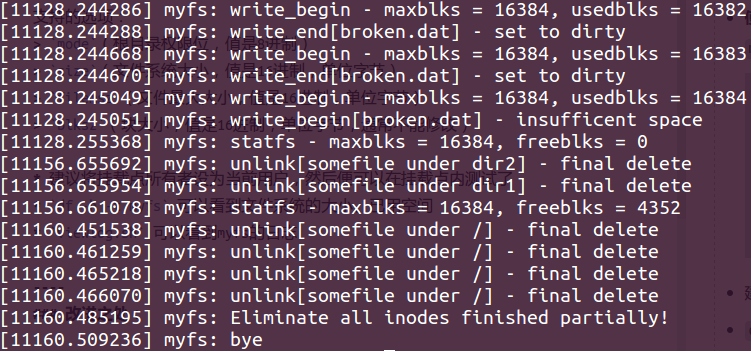 [11128.244286] myfs: write_begin - maxblks = 16384, usedblks = 16382
[11128.244288] myfs: write_end[broken.dat] - set to dirty
[11128.244668] myfs: write_begin - maxblks = 16384, usedblks = 16383
[11128.244670] myfs: write_end[broken.dat] - set to dirty
[11128.245049] myfs: write_begin - maxblks = 16384, usedblks = 16384
[11128.245051] myfs: write_begin[broken.dat] - insufficent space
[11128.255368] myfs: statfs - maxblks = 16384, freeblks = 0
[11156.655692] myfs: unlink[somefile under dir2] - final delete
[11156.655954] myfs: unlink[somefile under dir1] - final delete
[11156.661078] myfs: statfs - maxblks = 16384, freeblks = 4352
[11160.451538] myfs: unlink[somefile under /] - final delete
[11160.461259] myfs: unlink[somefile under /] - final delete
[11160.465218] myfs: unlink[somefile under /] - final delete
[11160.466070] myfs: unlink[somefile under /] - final delete
[11160.485195] myfs: Eliminate all inodes finished partially!
[11160.509236] myfs: bye